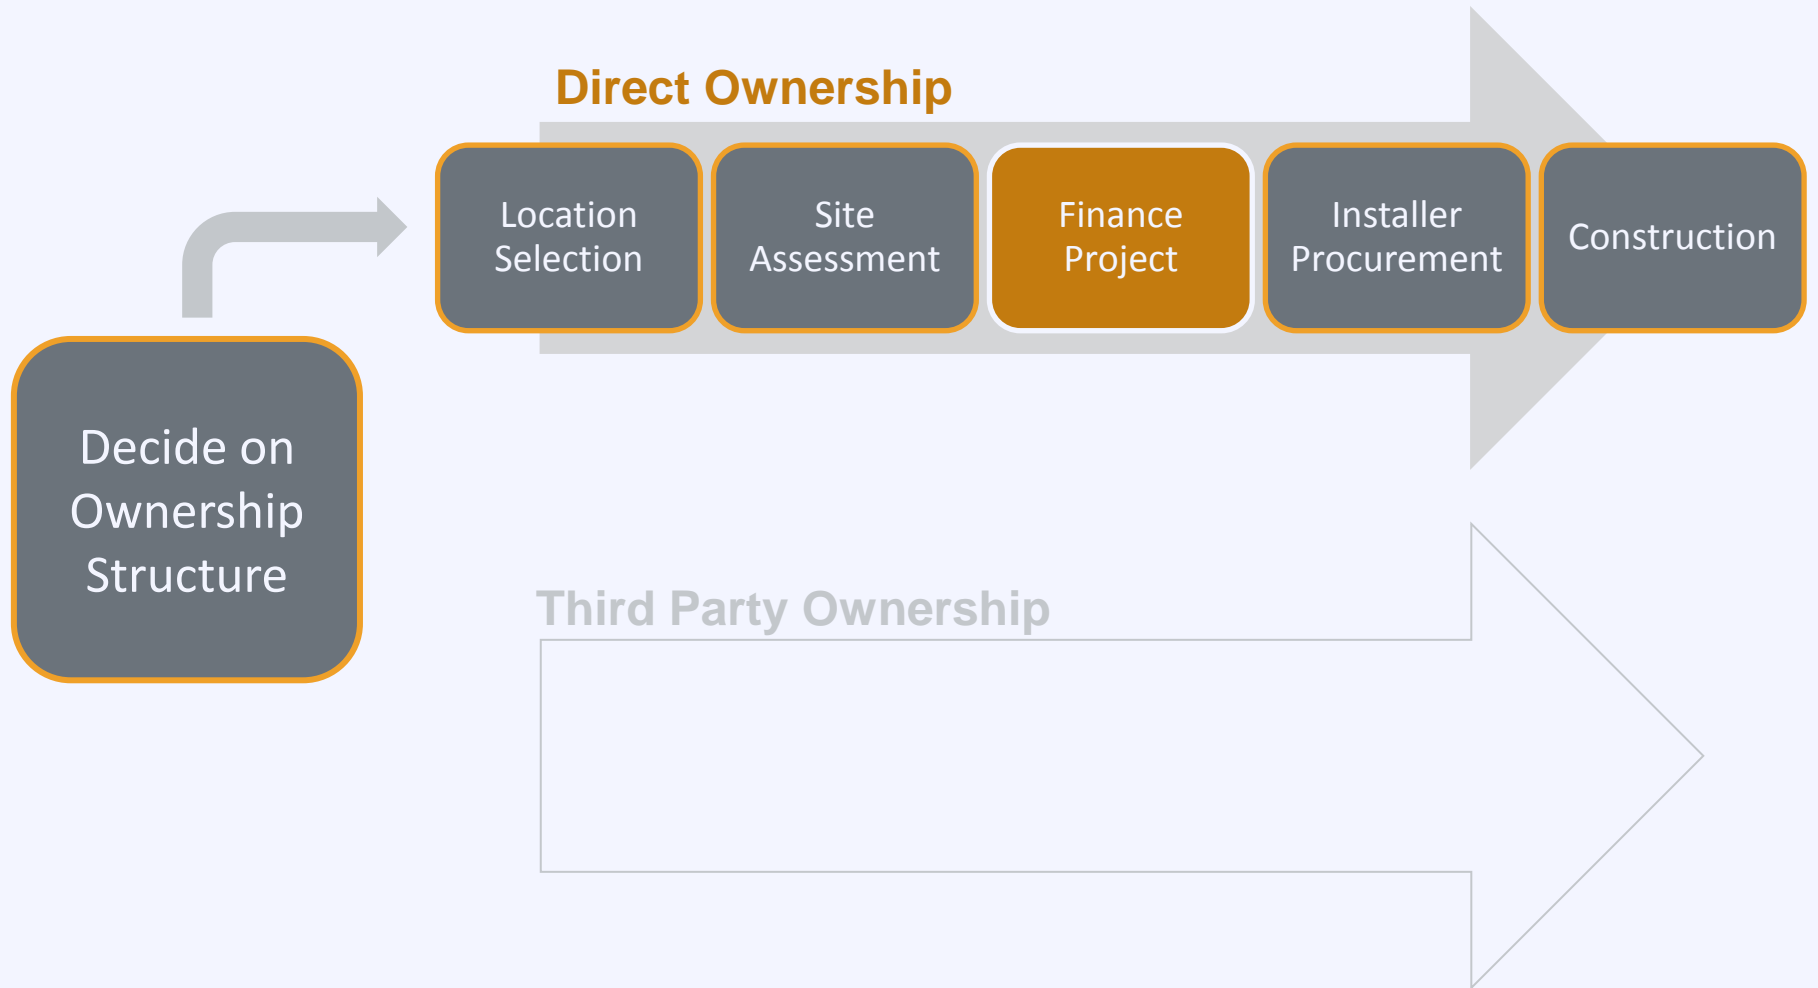 Direct Ownership
Location
Selection
Site
Assessment
Finance
Project
Installer
Procurement
Construction
Decide on
Ownership
Structure
Third Party Ownership